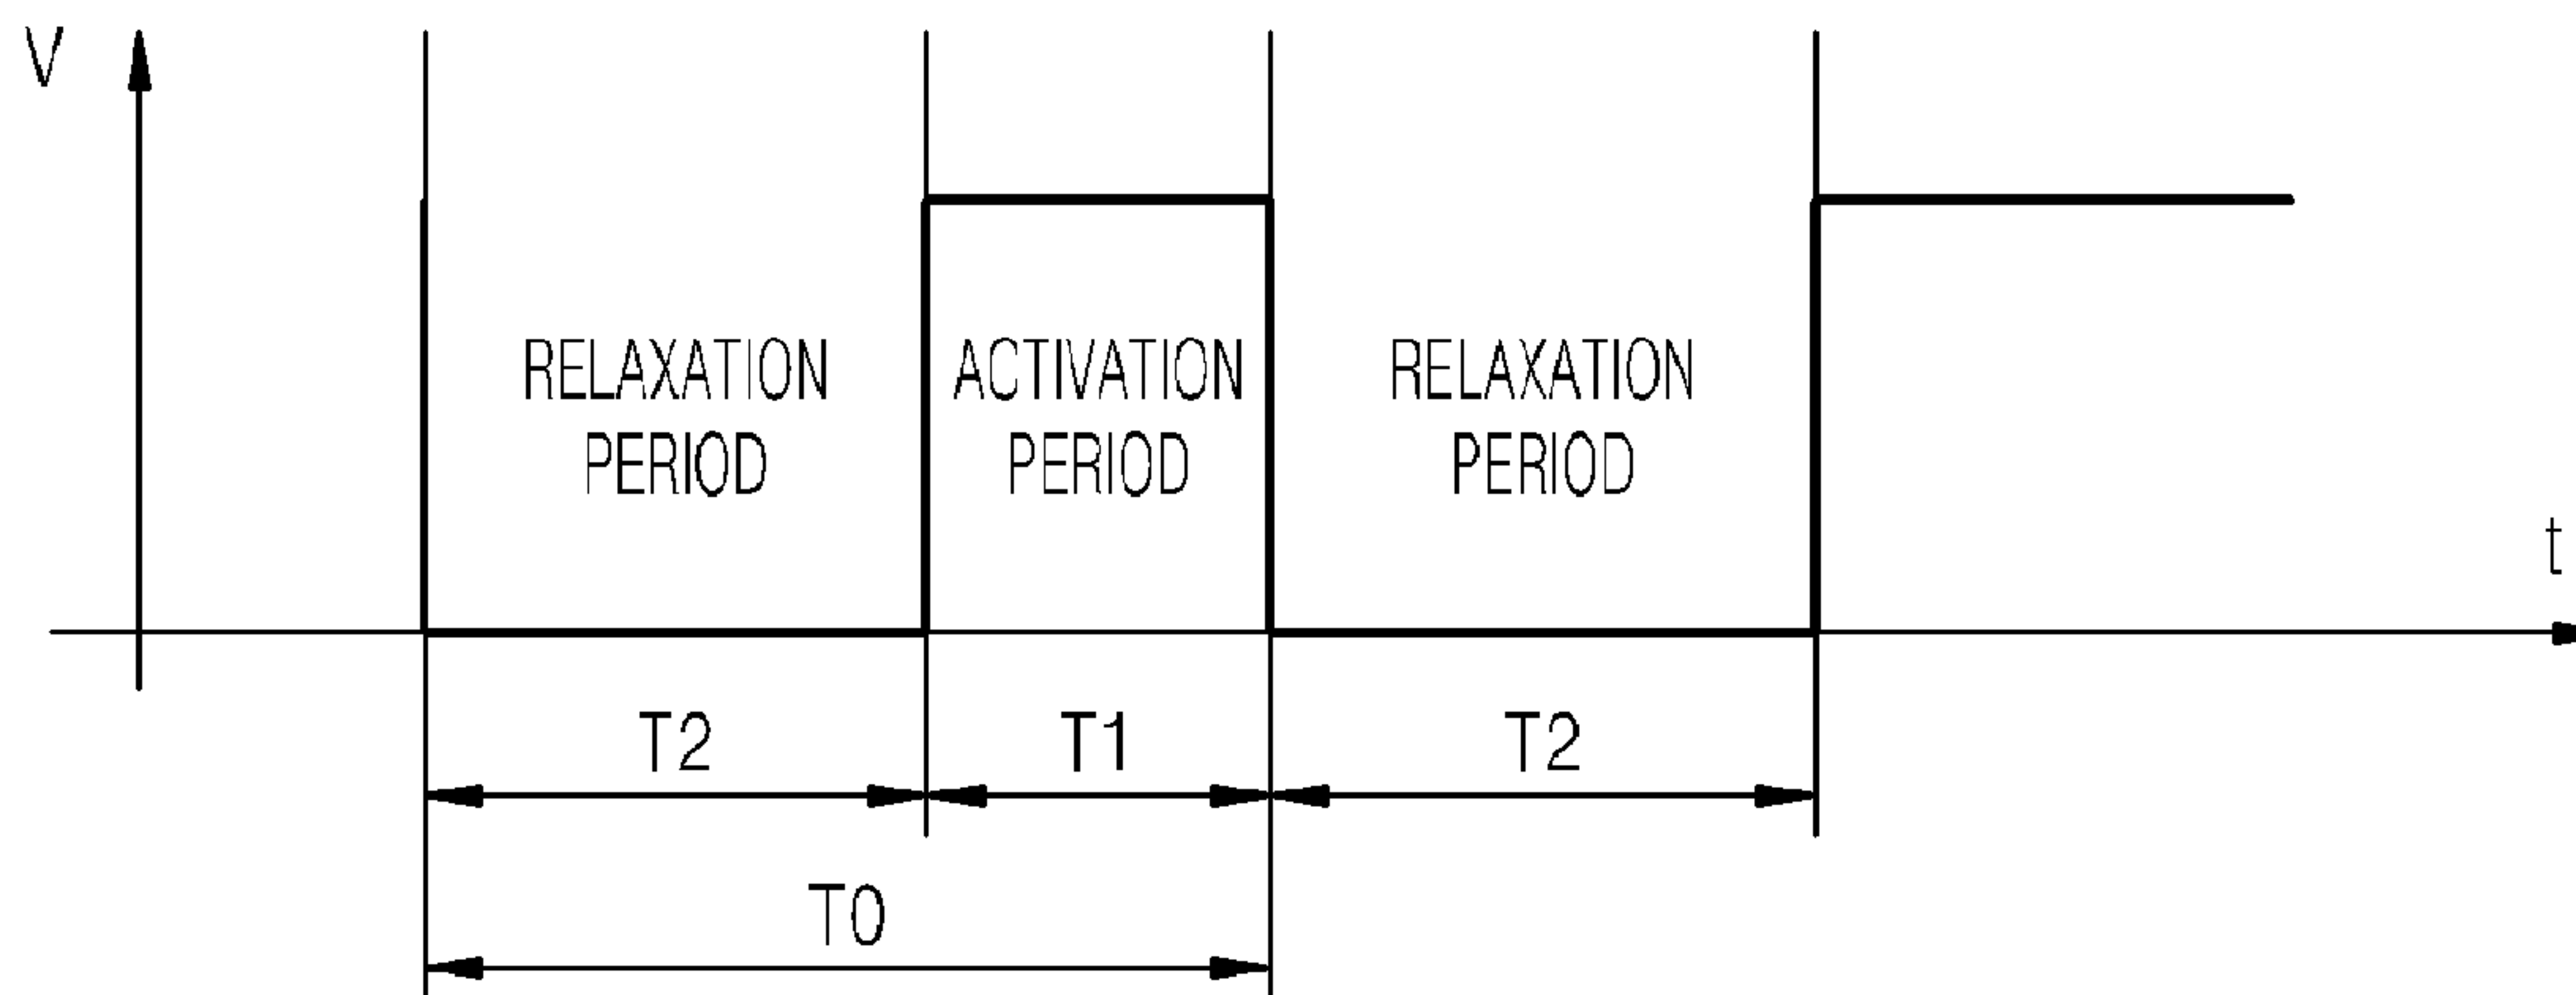 V
RELAXATION
PERIOD
ACTIVATION
PERIOD
RELAXATION
PERIOD
t
T2
T1
T2
T0